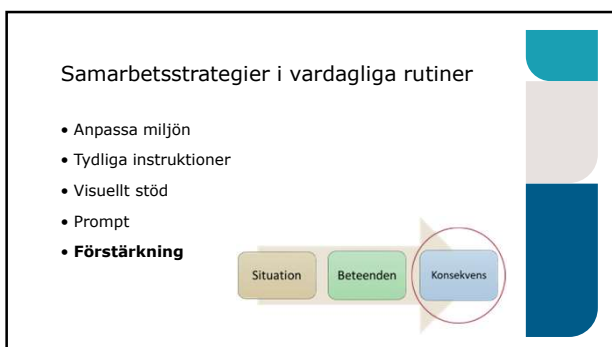 Samarbetsstrategier i vardagliga rutiner
• Anpassa miljön
• Tydliga instruktioner
• Visuellt stöd
• Prompt
• Förstärkning
Situation Beteenden Konsekvens